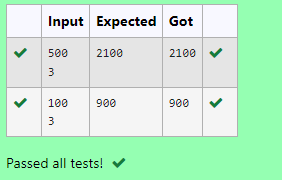 Input Expected Got
500 2100 2100
3
100 900 900
3
Passed all tests!